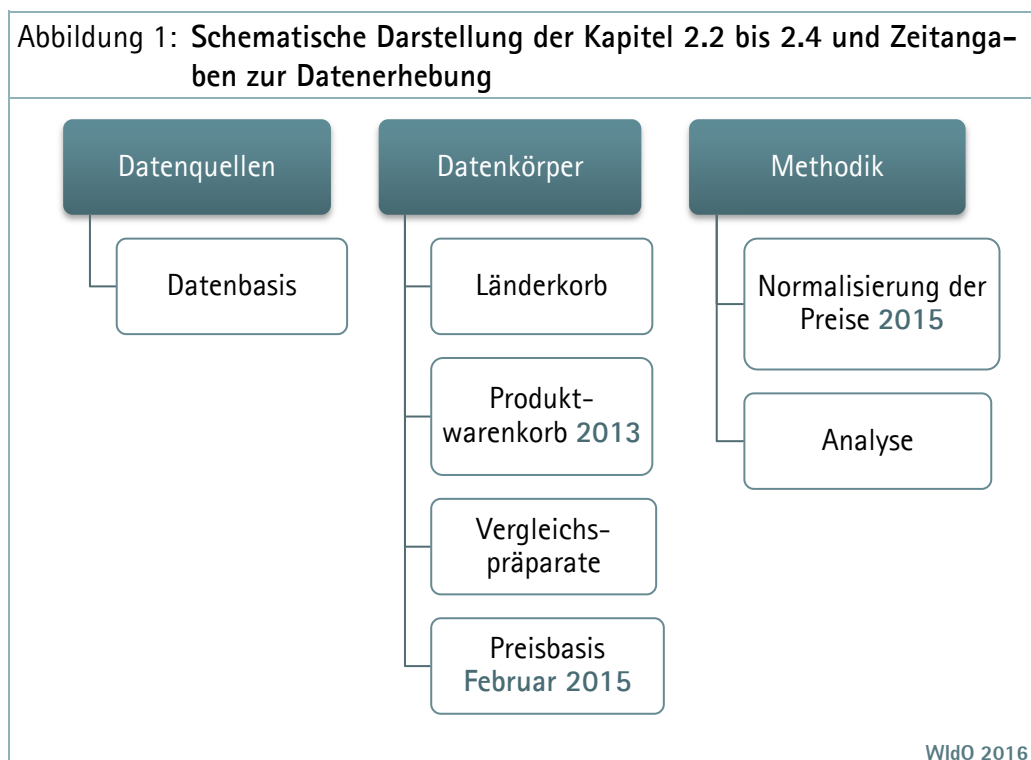 Abbildung 1: Schematische Darstellung der Kapitel 2.2 bis 2.4 und Zeitanga-
ben zur Datenerhebung
Datenquellen
Datenbasis
Datenkörper
Länderkorb
Produkt-
warenkorb 2013
Vergleichs-
präparate
Preisbasis
Februar 2015
Methodik
Normalisierung der
Preise 2015
Analyse
WIdO 2016